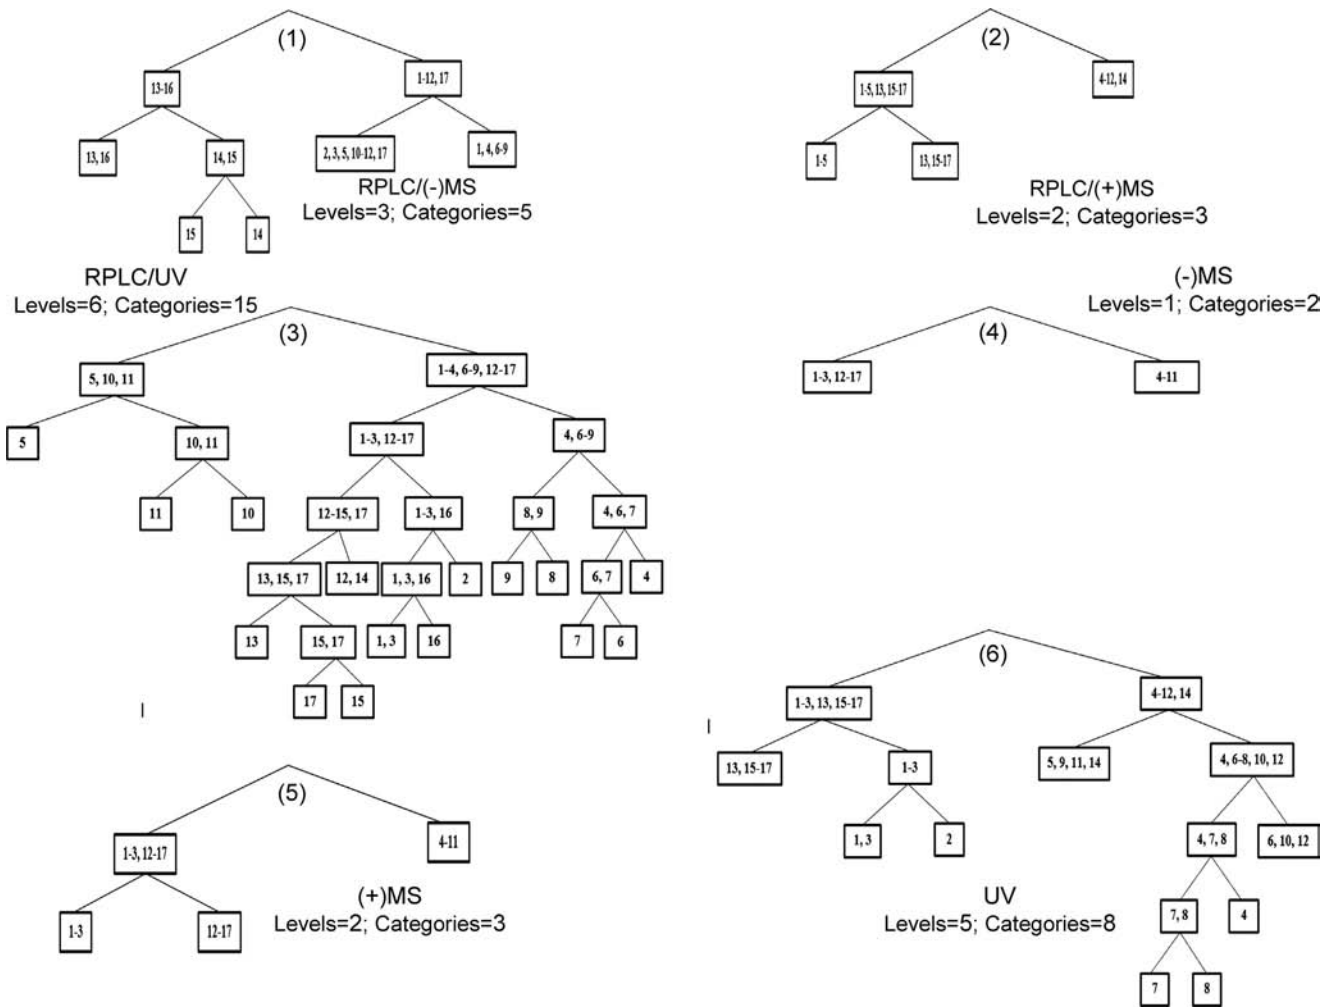 (1)
13-16
1-12, 17
13, 16
14, 15
2, 3, 5, 10-12, 17
1, 4, 6-9
15
14
RPLC/(-)MS
Levels=3; Categories=5
(2)
1-5, 13, 15-17
4-12, 14
1-5
13, 15-17
RPLC/(+)MS
Levels=2; Categories=3
RPLC/UV
Levels=6; Categories=15
(3)
5, 10, 11
1-4, 6-9, 12-17
5
10, 11
1-3, 12-17
4, 6-9
11
10
12-15, 17
1-3, 16
8, 9
4, 6, 7
13, 15, 17
12, 14
1, 3, 16
2
9
8
6, 7
4
13
15, 17
1, 3
16
7
6
17
15
(-)MS
Levels=1; Categories=2
(4)
1-3, 12-17
4-11
(5)
1-3, 12-17
4-11
1-3
12-17
(+)MS
Levels=2; Categories=3
(6)
1-3, 13, 15-17
4-12, 14
13, 15-17
1-3
5, 9, 11, 14
4, 6-8, 10, 12
1, 3
2
4, 7, 8
6, 10, 12
7, 8
4
7
8
UV
Levels=5; Categories=8